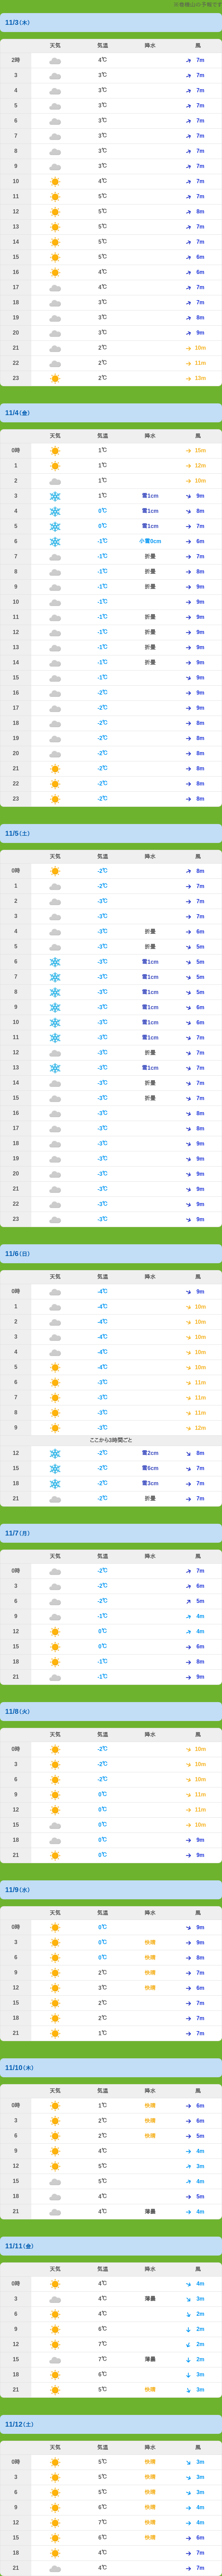 の予報です
11/3(木)
天気 気温 降水 風
2時 4℃ 7m
3 3℃ 7m
4 3℃ 7m
5 3℃ 7m
6 3℃ 7m
7 3℃ 7m
8 3℃ 7m
9 3℃ 7m
10 4℃ 7m
11 5℃ 7m
12 5℃ 8m
13 5℃ 7m
14 5℃ 7m
15 5℃ 6m
16 4℃ 6m
17 4℃ 7m
18 3℃ 7m
19 3℃ 8m
20 3℃ 9m
21 2℃ 10m
22 2℃ 11m
23 2℃ 13m
11/4(金)
天気 気温 降水 風
0時 1℃ 15m
1 1℃ 12m
2 1℃ 10m
3 1℃ 雪1cm 9m
4 0℃ 雪1cm 8m
5 0℃ 雪1cm 7m
6 -1℃ 小雪0cm 6m
7 -1℃ 折曇 7m
8 -1℃ 折曇 8m
9 -1℃ 折曇 9m
10 -1℃ 9m
11 -1℃ 折曇 9m
12 -1℃ 折曇 9m
13 -1℃ 折曇 9m
14 -1℃ 折曇 9m
15 -1℃ 9m
16 -2℃ 9m
17 -2℃ 9m
18 -2℃ 8m
19 -2℃ 8m
20 -2℃ 8m
21 -2℃ 8m
22 -2℃ 8m
23 -2℃ 8m
11/5(土)
天気 気温 降水 風
0時 -2℃ 8m
1 -2℃ 7m
2 -3℃ 7m
3 -3℃ 7m
4 -3℃ 折曇 6m
5 -3℃ 折曇 5m
6 -3℃ 雪1cm 5m
7 -3℃ 雪1cm 5m
8 -3℃ 雪1cm 5m
9 -3℃ 雪1cm 6m
10 -3℃ 雪1cm 6m
11 -3℃ 雪1cm 7m
12 -3℃ 折曇 7m
13 -3℃ 雪1cm 7m
14 -3℃ 折曇 7m
15 -3℃ 折曇 7m
16 -3℃ 8m
17 -3℃ 8m
18 -3℃ 9m
19 -3℃ 9m
20 -3℃ 9m
21 -3℃ 9m
22 -3℃ 9m
23 -3℃ 9m
11/6(日)
天気 気温 降水 風
0時 -4℃ 9m
1 -4℃ 10m
2 -4℃ 10m
3 -4℃ 10m
4 -4℃ 10m
5 -4℃ 10m
6 -3℃ 11m
7 -3℃ 11m
8 -3℃ 11m
9 -3℃ 12m
ここから3時間ごと
12 -2℃ 雪2cm 8m
15 -2℃ 雪6cm 7m
18 -2℃ 雪3cm 7m
21 -2℃ 折曇 7m
11/7(月)
天気 気温 降水 風
0時 -2℃ 7m
3 -2℃ 6m
6 -2℃ 5m
9 -1℃ 4m
12 0℃ 4m
15 0℃ 6m
18 -1℃ 8m
21 -1℃ 9m
11/8(火)
天気 気温 降水 風
0時 -2℃ 10m
3 -2℃ 10m
6 -2℃ 10m
9 0℃ 11m
12 0℃ 11m
15 0℃ 10m
18 0℃ 9m
21 0℃ 9m
11/9(水)
天気 気温 降水 風
0時 0℃ 9m
3 0℃ 快晴 9m
6 0℃ 快晴 8m
9 2℃ 快晴 7m
12 3℃ 快晴 6m
15 2℃ 7m
18 2℃ 7m
21 1℃ 7m
11/10(木)
天気 気温 降水 風
0時 1℃ 快晴 6m
3 2℃ 快晴 6m
6 2℃ 快晴 5m
9 4℃ 4m
12 5℃ 3m
15 5℃ 4m
18 4℃ 5m
21 4℃ 薄曇 4m
11/11(金)
天気 気温 降水 風
0時 4℃ 4m
3 4℃ 薄曇 3m
6 4℃ 2m
9 6℃ 2m
12 7℃ 2m
15 7℃ 薄曇 2m
18 6℃ 3m
21 5℃ 快晴 3m
11/12(土)
天気 気温 降水 風
0時 5℃ 快晴 3m
3 5℃ 快晴 3m
6 5℃ 快晴 3m
9 6℃ 快晴 4m
12 7℃ 快晴 4m
15 6℃ 快晴 6m
18 4℃ 7m
21 4℃ 7m